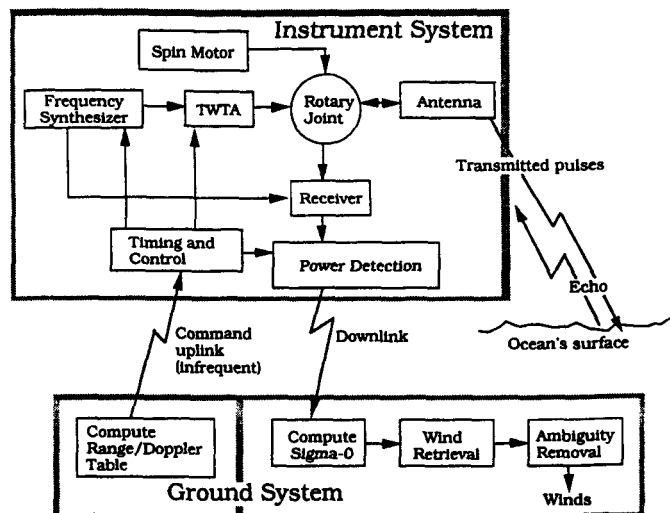 Instrument System
Spin Motor
Frequency
Synthesizer
TWTA
Rotary
Joint
Antenna
Transmitted pulses
Receiver
Timing and
Control
Power Detection
Echo
Ocean's surface
Command
uplink
(infrequent)
Downlink
Compute
Range/Doppler
Table
Compute
Sigma-0
Wind
Retrieval
Ambiguity
Removal
Winds
Ground System